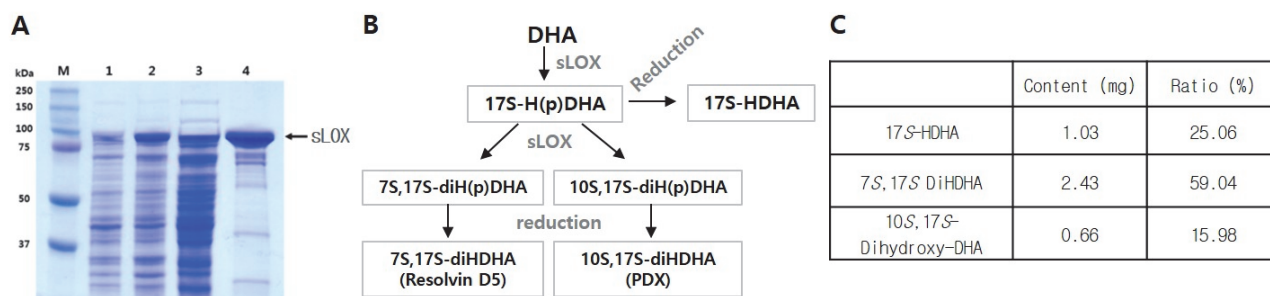 A
kDa M 1 2 3 4
250
150
100
75
50
37
sLOX
B
DHA
sLOX
Reduction
17S-H(p)DHA
17S-HDHA
sLOX
7S,17S-diH(p)DHA
10S,17S-diH(p)DHA
reduction
7S,17S-diHDHA
(Resolvin D5)
10S,17S-diHDHA
(PDX)
C
Content (mg) Ratio (%)
17S-HDHA 1.03 25.06
7S,17S DiHDHA 2.43 59.04
10S,17S-
Dihydroxy-DHA 0.66 15.98